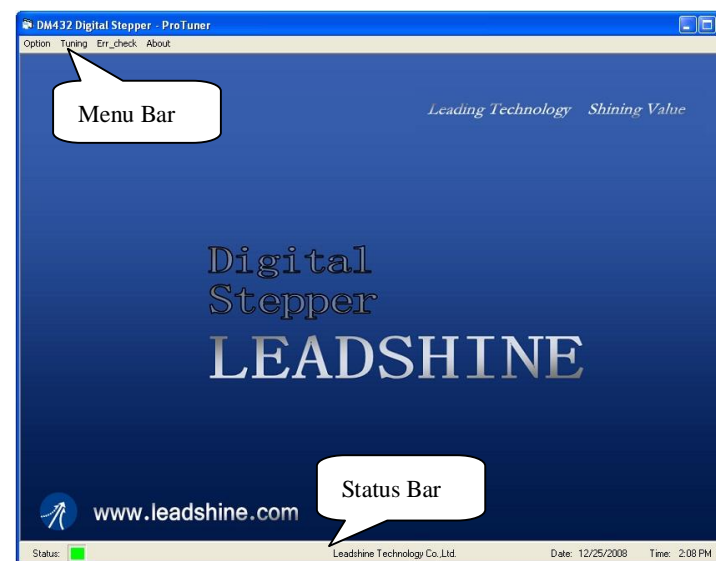 DM432 Digital Stepper - ProTuner
Option Tuning Err_check About
Menu Bar
Leading Technology Shining Value
Digital
Stepper
LEADSHINE
Status Bar
www.leadshine.com
Status: Leadshine Technology Co.,Ltd. Date: 12/25/2008 Time: 2:08 PM